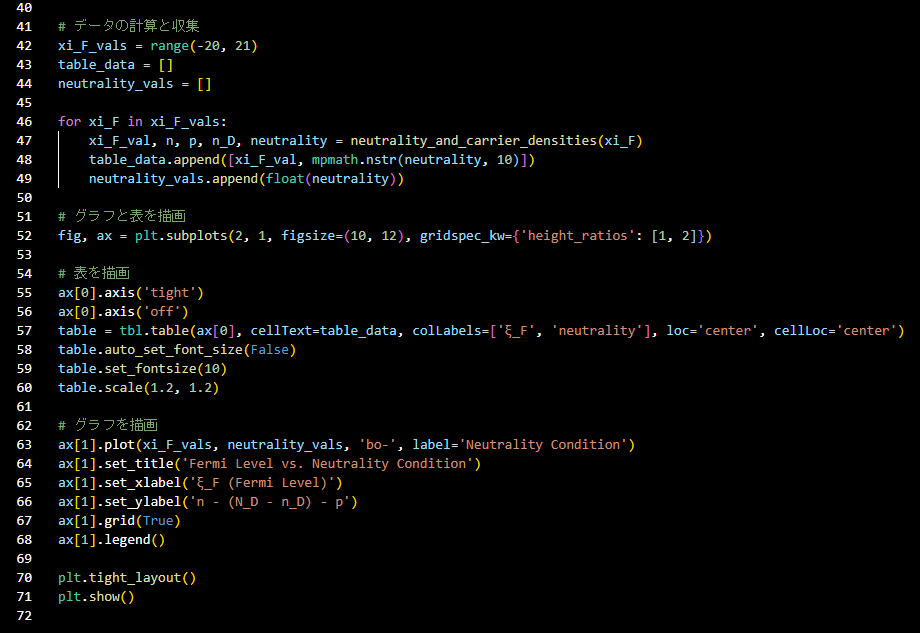 40
41 # データの計算と収集
42 xi_F_vals = range(-20, 21)
43 table_data = []
44 neutrality_vals = []
45
46 for xi_F in xi_F_vals:
47     xi_F_val, n, p, n_D, neutrality = neutrality_and_carrier_densities(xi_F)
48     table_data.append([xi_F_val, mpmath.nstr(neutrality, 10)])
49     neutrality_vals.append(float(neutrality))
50
51 # グラフと表を描画
52 fig, ax = plt.subplots(2, 1, figsize=(10, 12), gridspec_kw={'height_ratios': [1, 2]})
53
54 # 表を描画
55 ax[0].axis('tight')
56 ax[0].axis('off')
57 table = tbl.table(ax[0], cellText=table_data, colLabels=['ξ_F', 'neutrality'], loc='center', cellLoc='center')
58 table.auto_set_font_size(False)
59 table.set_fontsize(10)
60 table.scale(1.2, 1.2)
61
62 # グラフを描画
63 ax[1].plot(xi_F_vals, neutrality_vals, 'bo-', label='Neutrality Condition')
64 ax[1].set_title('Fermi Level vs. Neutrality Condition')
65 ax[1].set_xlabel('ξ_F (Fermi Level)')
66 ax[1].set_ylabel('n - (N_D - n_D) - p')
67 ax[1].grid(True)
68 ax[1].legend()
69
70 plt.tight_layout()
71 plt.show()
72